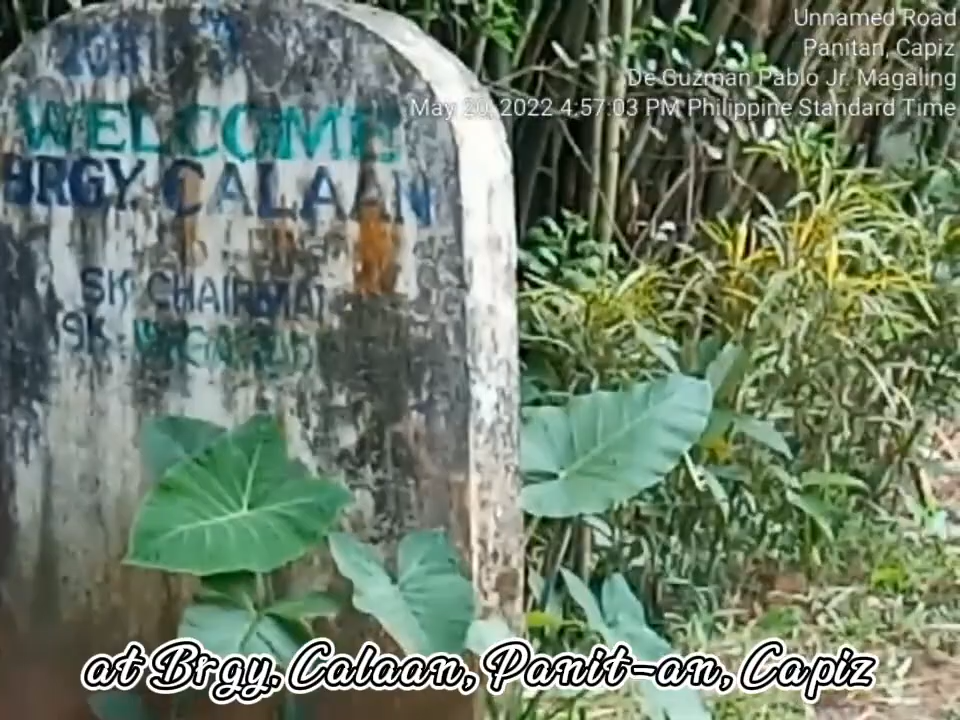 Unnamed Road
Panitan, Capiz
De Guzman Pablo Jr. Magaling
May 20, 2022 4:57:03 PM Philippine Standard Time
WELCOME
BRGY. CALAAN
SK CHAIRMAN
SK
at Brgy. Calaan, Panit-an, Capiz